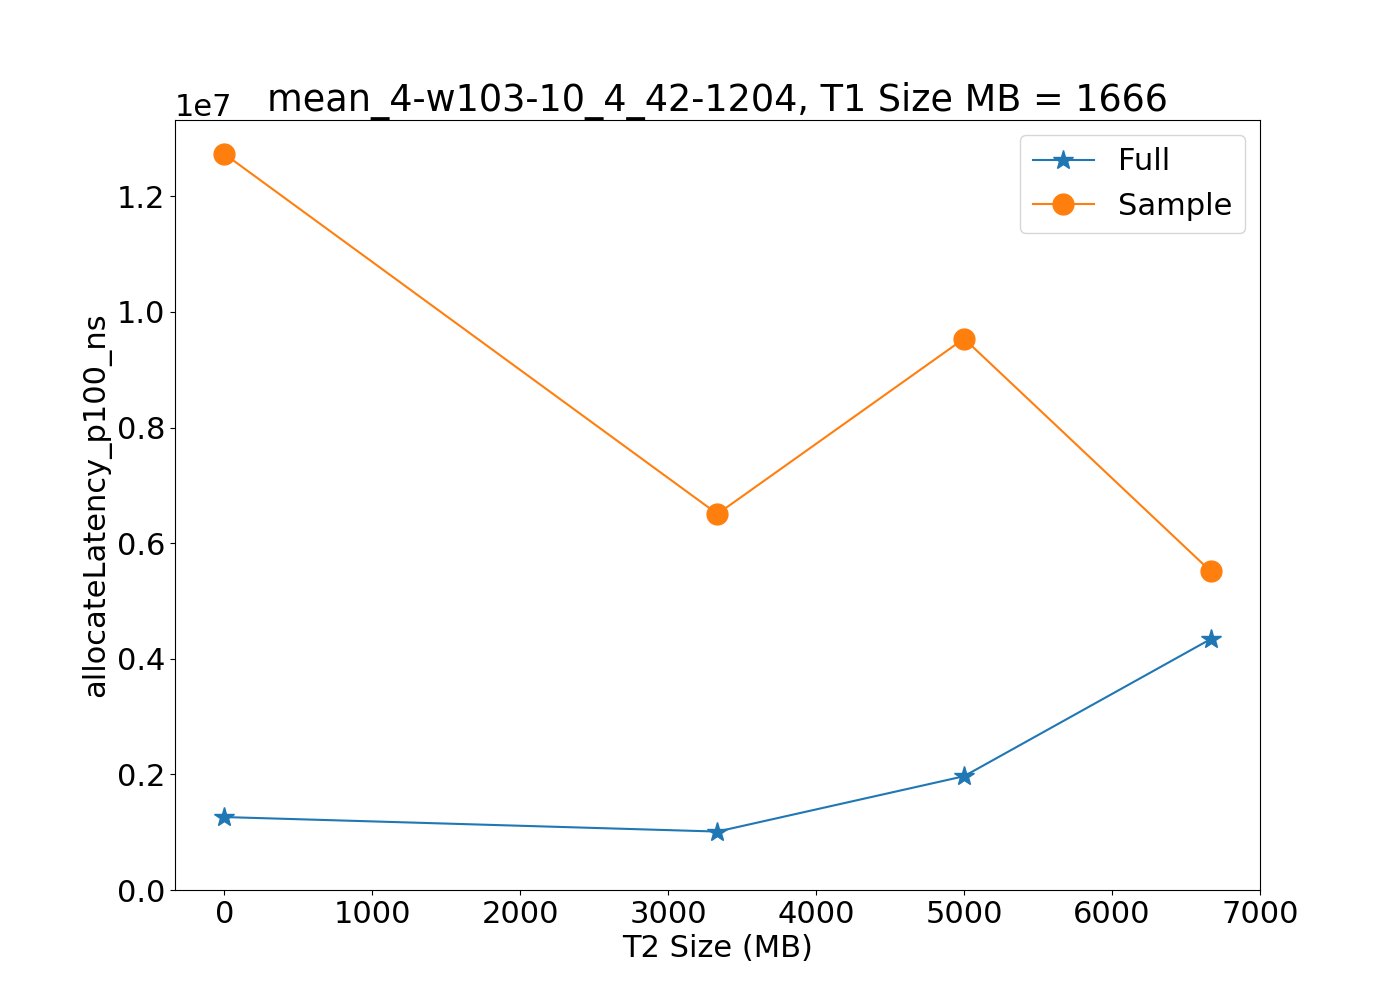 mean_4-w103-10_4_42-1204, T1 Size MB = 1666
1e7
Full
Sample
1.2
1.0
0.8
0.6
0.4
0.2
0.0
allocateLatency_p100_ns
0 1000 2000 3000 4000 5000 6000 7000
T2 Size (MB)